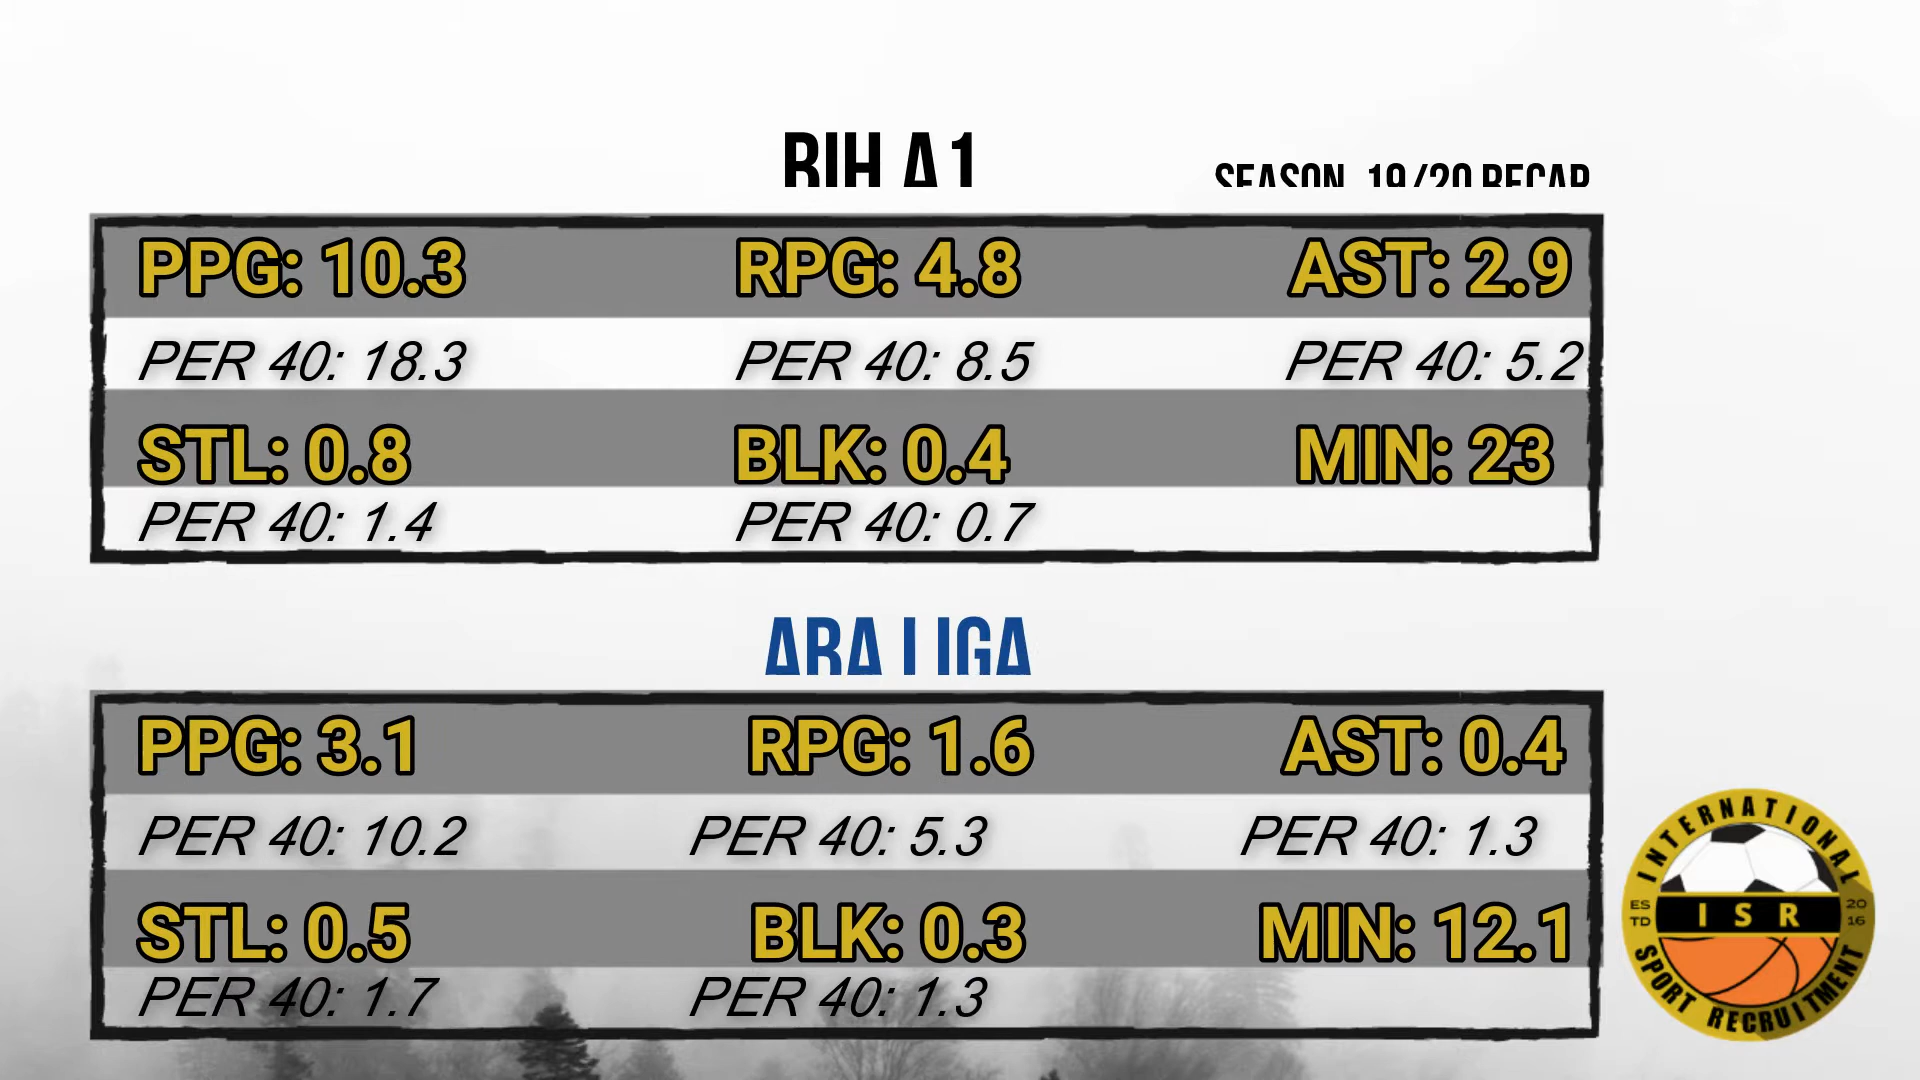 BIH A1
SEASON 19/20 RECAP
PPG: 10.3 RPG: 4.8 AST: 2.9
PER 40: 18.3 PER 40: 8.5 PER 40: 5.2
STL: 0.8 BLK: 0.4 MIN: 23
PER 40: 1.4 PER 40: 0.7
ABA LIGA
PPG: 3.1 RPG: 1.6 AST: 0.4
PER 40: 10.2 PER 40: 5.3 PER 40: 1.3
STL: 0.5 BLK: 0.3 MIN: 12.1
PER 40: 1.7 PER 40: 1.3
INTERNATIONAL
ESTD ISR 2016
SPORT RECRUITMENT